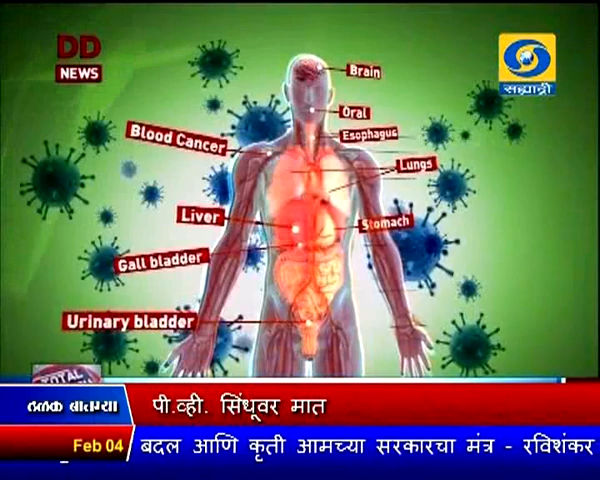 DD
NEWS
सह्याद्री
Brain
Oral
Esophagus
Blood Cancer
Lungs
Liver
Stomach
Gall bladder
Urinary bladder
TOTAL
ठळक बातम्या
पी.व्ही. सिंधूवर मात
Feb 04
बदल आणि कृती आमच्या सरकारचा मंत्र - रविशंकर